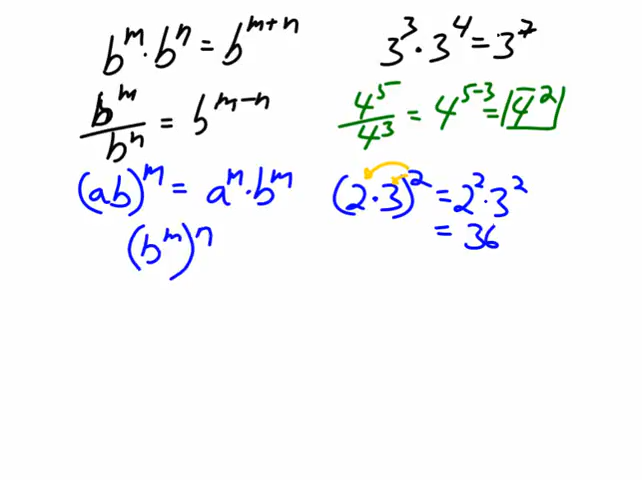 b^m · b^n = b^{m+n}    3^3 · 3^4 = 3^7
b^m / b^n = b^{m-n}    4^5 / 4^3 = 4^{5-3} = 4^2
(ab)^m = a^m · b^m    (2 · 3)^2 = 2^2 · 3^2
(b^m)^n    = 36